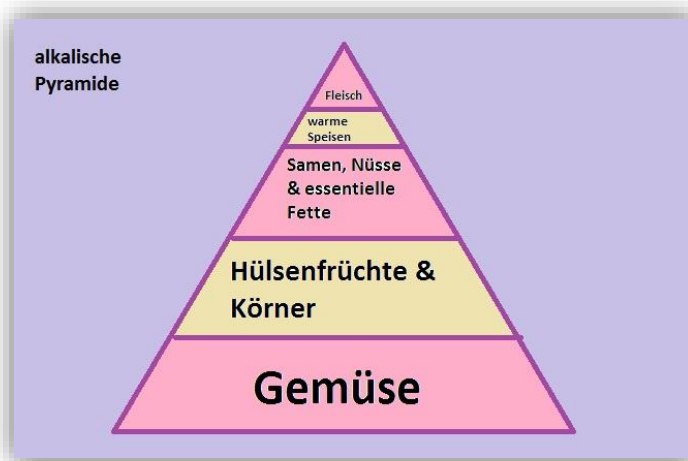 alkalische
Pyramide
Fleisch
warme
Speisen
Samen, Nüsse
& essentielle
Fette
Hülsenfrüchte &
Körner
Gemüse